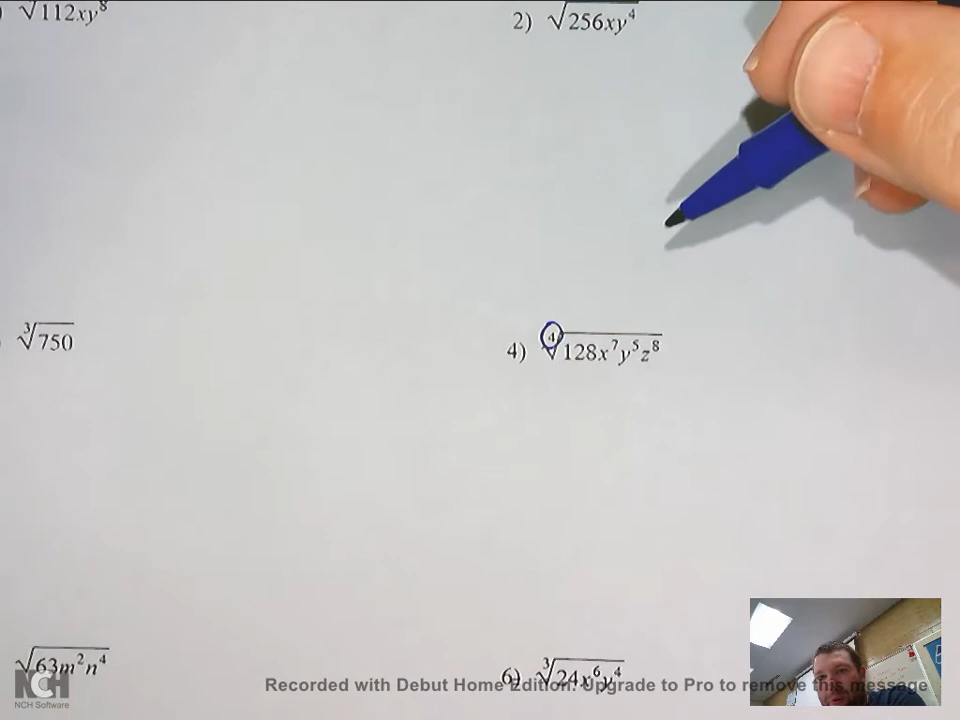 √112xy⁸
2) √256xy⁴
) ∛750
4) ∜128x⁷y⁵z⁸
√63m²n⁴
6) ∛24x⁶y⁴
NCH
NCH Software
Recorded with Debut Home Edition. Upgrade to Pro to remove this message